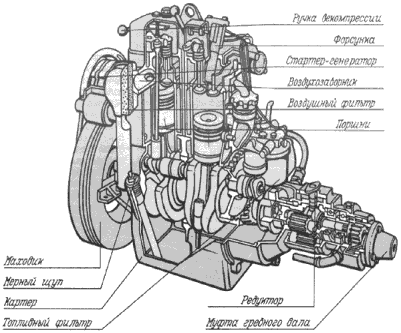 Ручка декомпрессии
Форсунка
Стартер-генератор
Воздухозаборник
Воздушный фильтр
Поршни
Маховик
Мерный щуп
Картер
Топливный фильтр
Редуктор
Муфта гребного вала